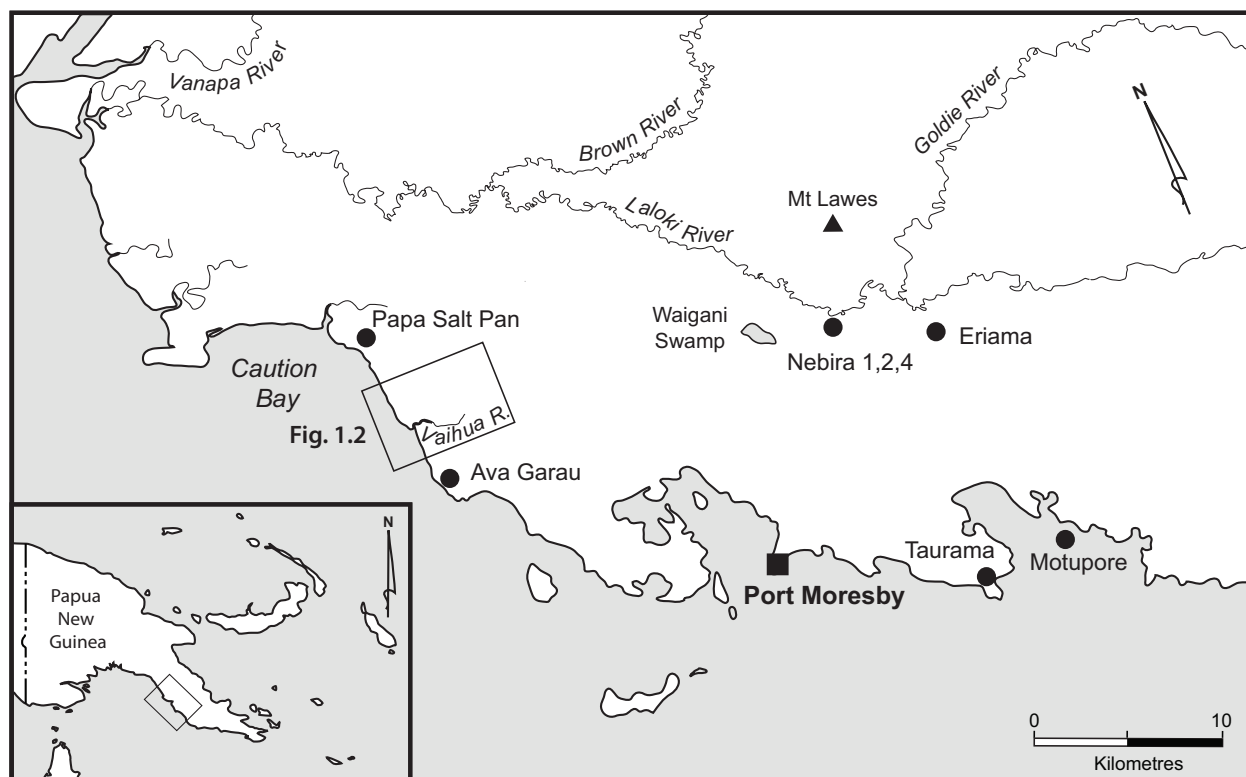 Vanapa River
Brown River
Goldie River
N
Mt Lawes
Laloki River
Papa Salt Pan
Waigani
Swamp
Nebira 1,2,4
Eriama
Caution
Bay
Fig. 1.2
Vaihua R.
Ava Garau
Taurama
Motupore
Port Moresby
N
Papua
New
Guinea
0 10
Kilometres